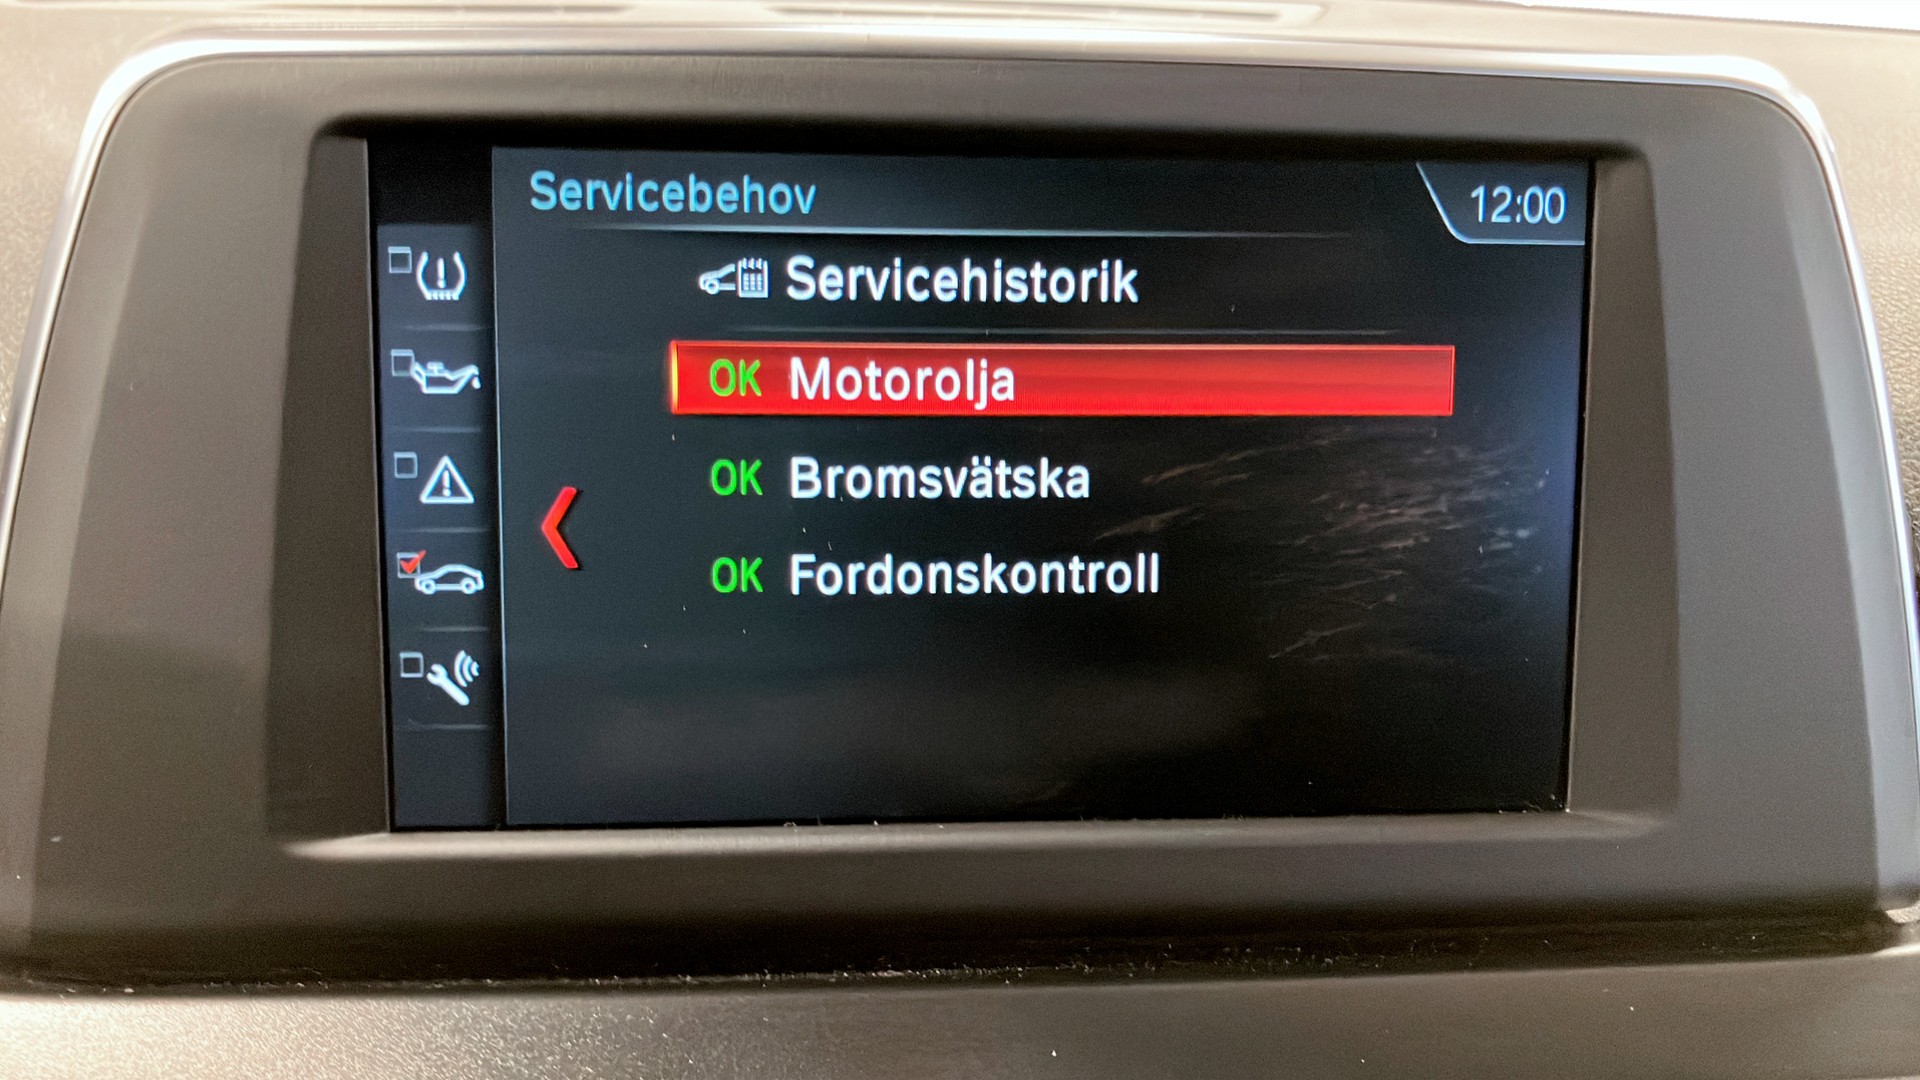 Servicebehov
12:00
Servicehistorik
OK Motorolja
OK Bromsvätska
OK Fordonskontroll